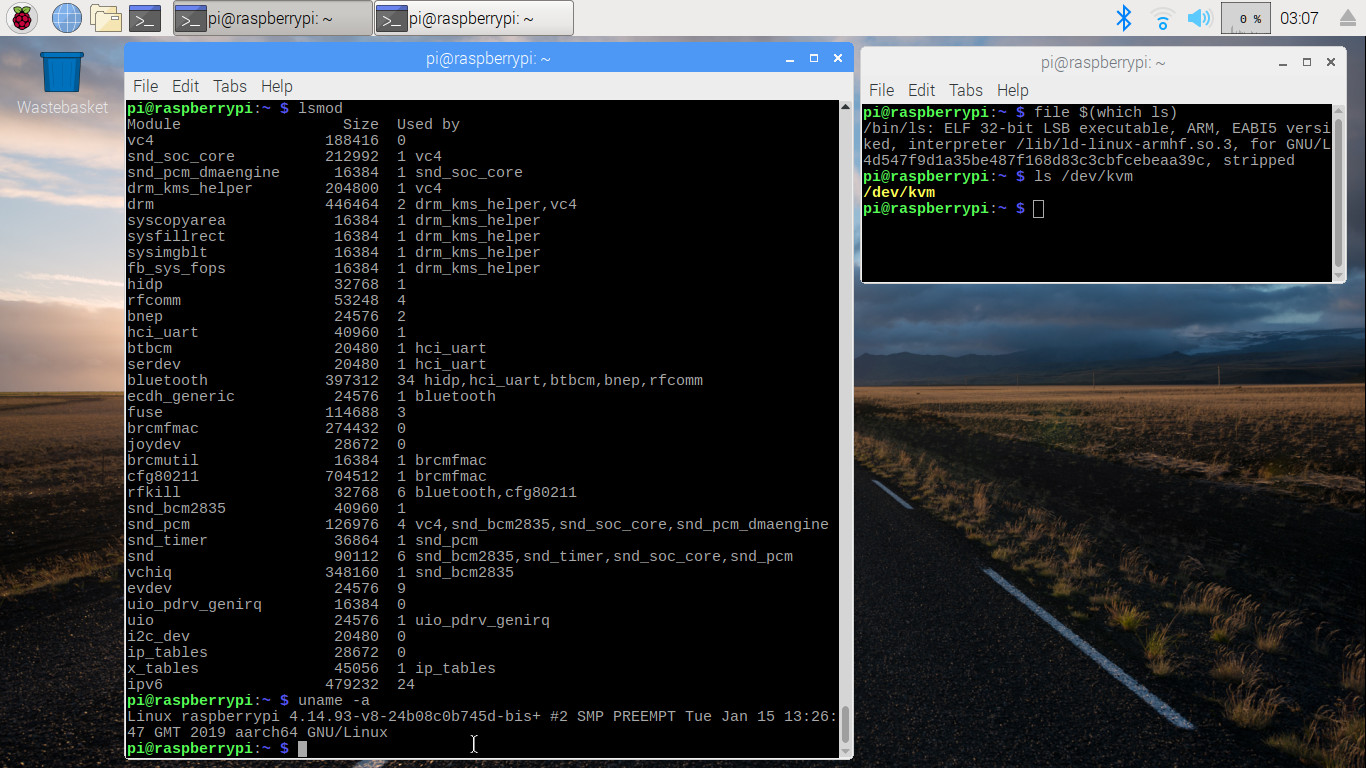 pi@raspberrypi: ~
pi@raspberrypi: ~
0 %
03:07
Wastebasket
pi@raspberrypi: ~
File Edit Tabs Help
pi@raspberrypi:~ $ lsmod
Module                  Size  Used by
vc4                   188416  0
snd_soc_core          212992  1 vc4
snd_pcm_dmaengine      16384  1 snd_soc_core
drm_kms_helper        204800  1 vc4
drm                   446464  2 drm_kms_helper,vc4
syscopyarea            16384  1 drm_kms_helper
sysfillrect            16384  1 drm_kms_helper
sysimgblt              16384  1 drm_kms_helper
fb_sys_fops            16384  1 drm_kms_helper
hidp                   32768  1
rfcomm                 53248  4
bnep                   24576  2
hci_uart               40960  1
btbcm                  20480  1 hci_uart
serdev                 20480  1 hci_uart
bluetooth             397312  34 hidp,hci_uart,btbcm,bnep,rfcomm
ecdh_generic           24576  1 bluetooth
fuse                  114688  3
brcmfmac              274432  0
joydev                 28672  0
brcmutil               16384  1 brcmfmac
cfg80211              704512  1 brcmfmac
rfkill                 32768  6 bluetooth,cfg80211
snd_bcm2835            40960  1
snd_pcm               126976  4 vc4,snd_bcm2835,snd_soc_core,snd_pcm_dmaengine
snd_timer              36864  1 snd_pcm
snd                    90112  6 snd_bcm2835,snd_timer,snd_soc_core,snd_pcm
vchiq                 348160  1 snd_bcm2835
evdev                  24576  9
uio_pdrv_genirq        16384  0
uio                    24576  1 uio_pdrv_genirq
i2c_dev                20480  0
ip_tables              28672  0
x_tables               45056  1 ip_tables
ipv6                  479232  24
pi@raspberrypi:~ $ uname -a
Linux raspberrypi 4.14.93-v8-24b08c0b745d-bis+ #2 SMP PREEMPT Tue Jan 15 13:26:
47 GMT 2019 aarch64 GNU/Linux
pi@raspberrypi:~ $
pi@raspberrypi: ~
File Edit Tabs Help
pi@raspberrypi:~ $ file $(which ls)
/bin/ls: ELF 32-bit LSB executable, ARM, EABI5 versi
ked, interpreter /lib/ld-linux-armhf.so.3, for GNU/L
4d547f9d1a35be487f168d83c3cbfcebeaa39c, stripped
pi@raspberrypi:~ $ ls /dev/kvm
/dev/kvm
pi@raspberrypi:~ $